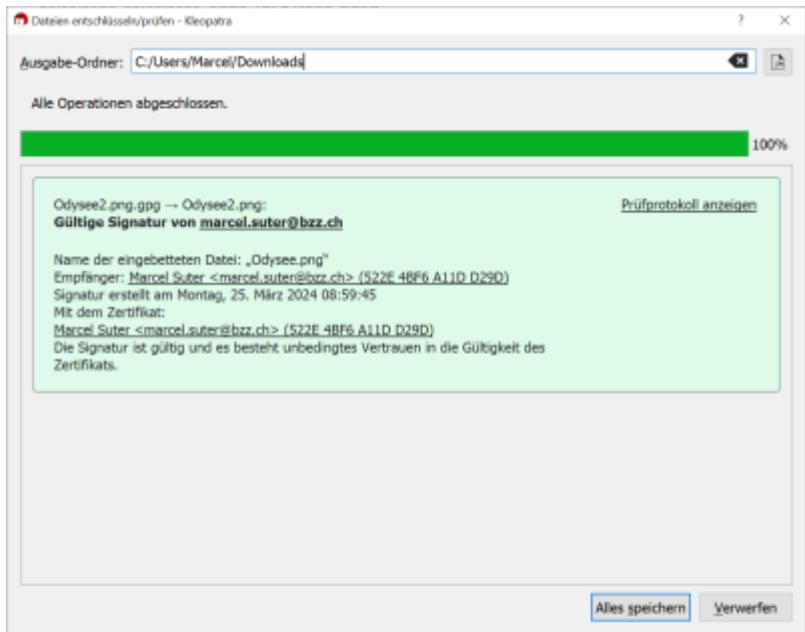 Dateien entschlüsseln/prüfen - Kleopatra
Ausgabe-Ordner: C:/Users/Marcel/Downloads
Alle Operationen abgeschlossen.
100%
Odysee2.png.gpg → Odysee2.png:
Prüfprotokoll anzeigen
Gültige Signatur von marcel.suter@bzz.ch
Name der eingebetteten Datei: „Odysee.png"
Empfänger: Marcel Suter <marcel.suter@bzz.ch> (522E 4BF6 A11D D29D)
Signatur erstellt am Montag, 25. März 2024 08:59:45
Mit dem Zertifikat:
Marcel Suter <marcel.suter@bzz.ch> (522E 4BF6 A11D D29D)
Die Signatur ist gültig und es besteht unbedingtes Vertrauen in die Gültigkeit des
Zertifikats.
Alles speichern Verwerfen